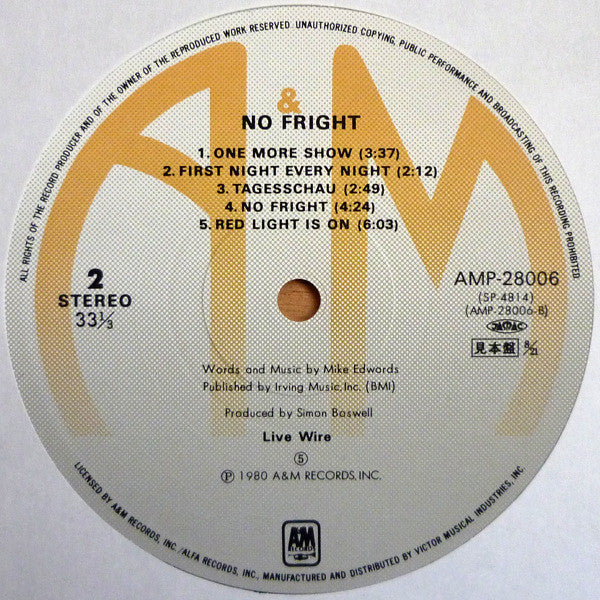 ALL RIGHTS OF THE RECORD PRODUCER AND OF THE OWNER OF THE REPRODUCED WORK RESERVED. UNAUTHORIZED COPYING, PUBLIC PERFORMANCE AND BROADCASTING OF THIS RECORDING PROHIBITED.
A&M
NO FRIGHT
1. ONE MORE SHOW (3:37)
2. FIRST NIGHT EVERY NIGHT (2:12)
3. TAGESSCHAU (2:49)
4. NO FRIGHT (4:24)
5. RED LIGHT IS ON (6:03)
2
STEREO
33⅓
AMP-28006
(SP-4814)
(AMP-28006-B)
JASRAC
見本盤 8/21
Words and Music by Mike Edwards
Published by Irving Music, Inc. (BMI)
Produced by Simon Boswell
Live Wire
⑤
Ⓟ 1980 A&M RECORDS, INC.
A&M
RECORDS
LICENSED BY A&M RECORDS, INC./ALFA RECORDS, INC., MANUFACTURED AND DISTRIBUTED BY VICTOR MUSICAL INDUSTRIES, INC.